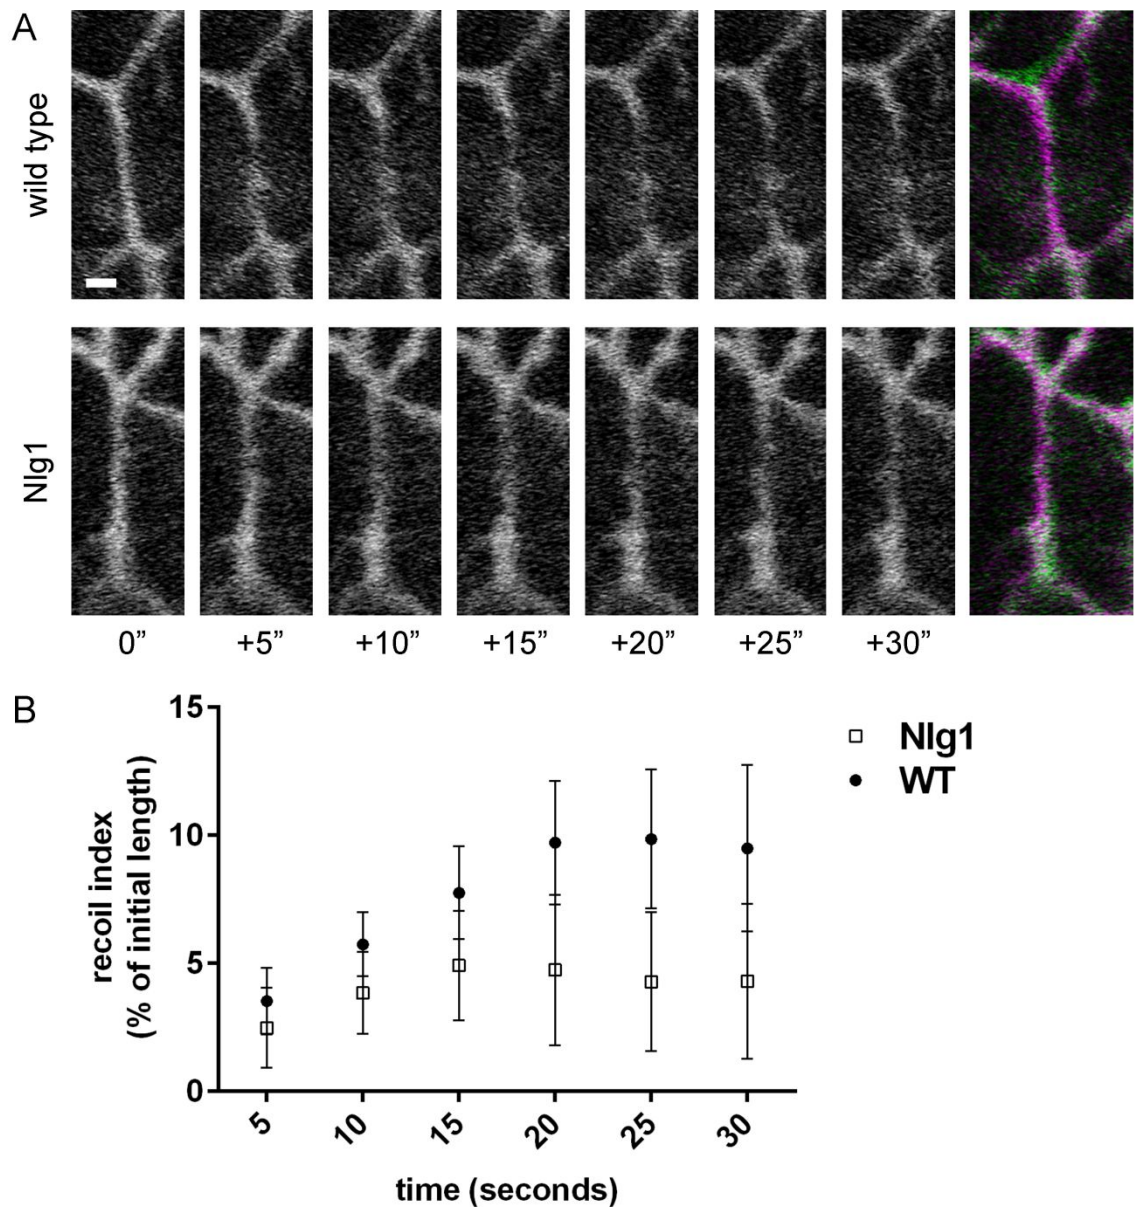 A
wild type
Nlg1
0” +5” +10” +15” +20” +25” +30”
B
recoil index
(% of initial length)
15
10
5
0
5 10 15 20 25 30
time (seconds)
Nlg1
WT